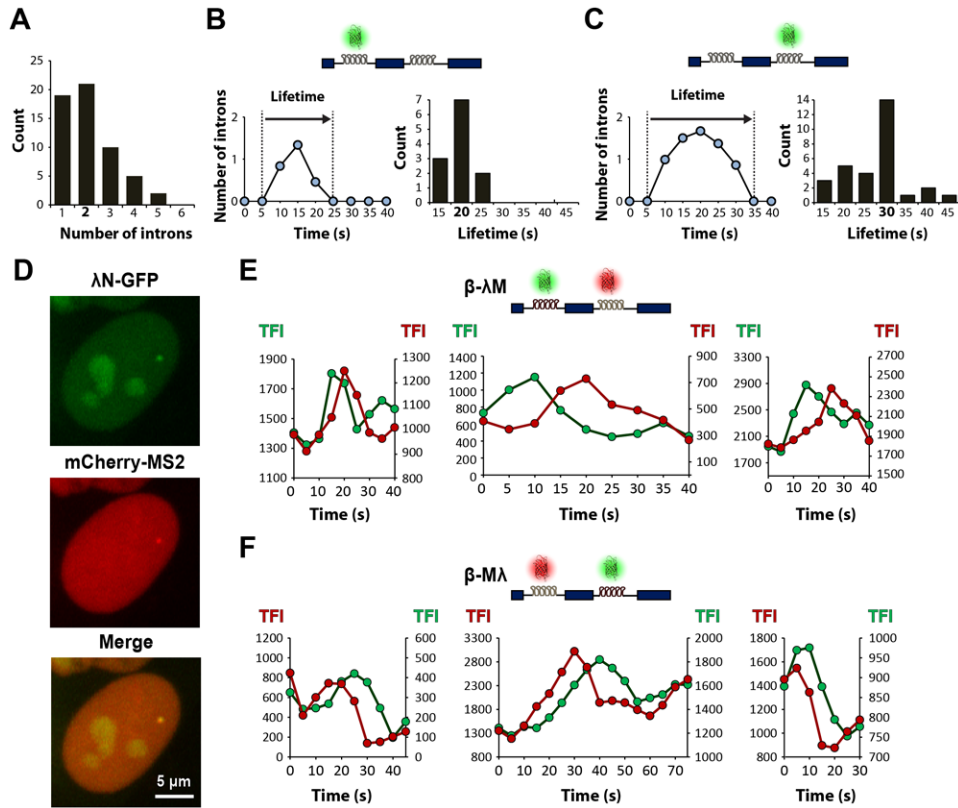 A
Count
25
20
15
10
5
0
1 2 3 4 5 6
Number of introns
B
Lifetime
Number of introns
2
1
0
0 5 10 15 20 25 30 35 40
Time (s)
Count
7
6
5
4
3
2
1
0
15 20 25 30 35 40 45
Lifetime (s)
C
Lifetime
Number of introns
2
1
0
0 5 10 15 20 25 30 35 40
Time (s)
Count
14
12
10
8
6
4
2
0
15 20 25 30 35 40 45
Lifetime (s)
D
λN-GFP
mCherry-MS2
Merge
5 µm
E
β-λM
TFI TFI
1900
1700
1500
1300
1100
1300
1200
1100
1000
900
800
0 10 20 30 40
Time (s)
TFI TFI
1400
1200
1000
800
600
400
200
0
900
700
500
300
100
0 5 10 15 20 25 30 35 40
Time (s)
TFI TFI
3300
2900
2500
2100
1700
2700
2500
2300
2100
1900
1700
1500
0 10 20 30 40
Time (s)
F
β-Mλ
TFI TFI
1200
1000
800
600
400
200
0
600
500
400
300
200
100
0
0 10 20 30 40
Time (s)
TFI TFI
3300
2800
2300
1800
1300
800
2000
1800
1600
1400
1200
1000
0 10 20 30 40 50 60 70
Time (s)
TFI TFI
1800
1600
1400
1200
1000
800
1000
950
900
850
800
750
700
0 10 20 30
Time (s)